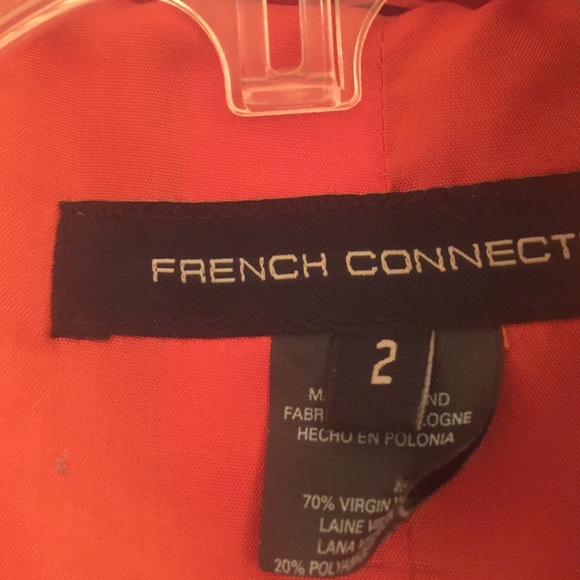 FRENCH CONNECT
2
HECHO EN POLONIA
70% VIRGIN
LAINE
LANA
20%